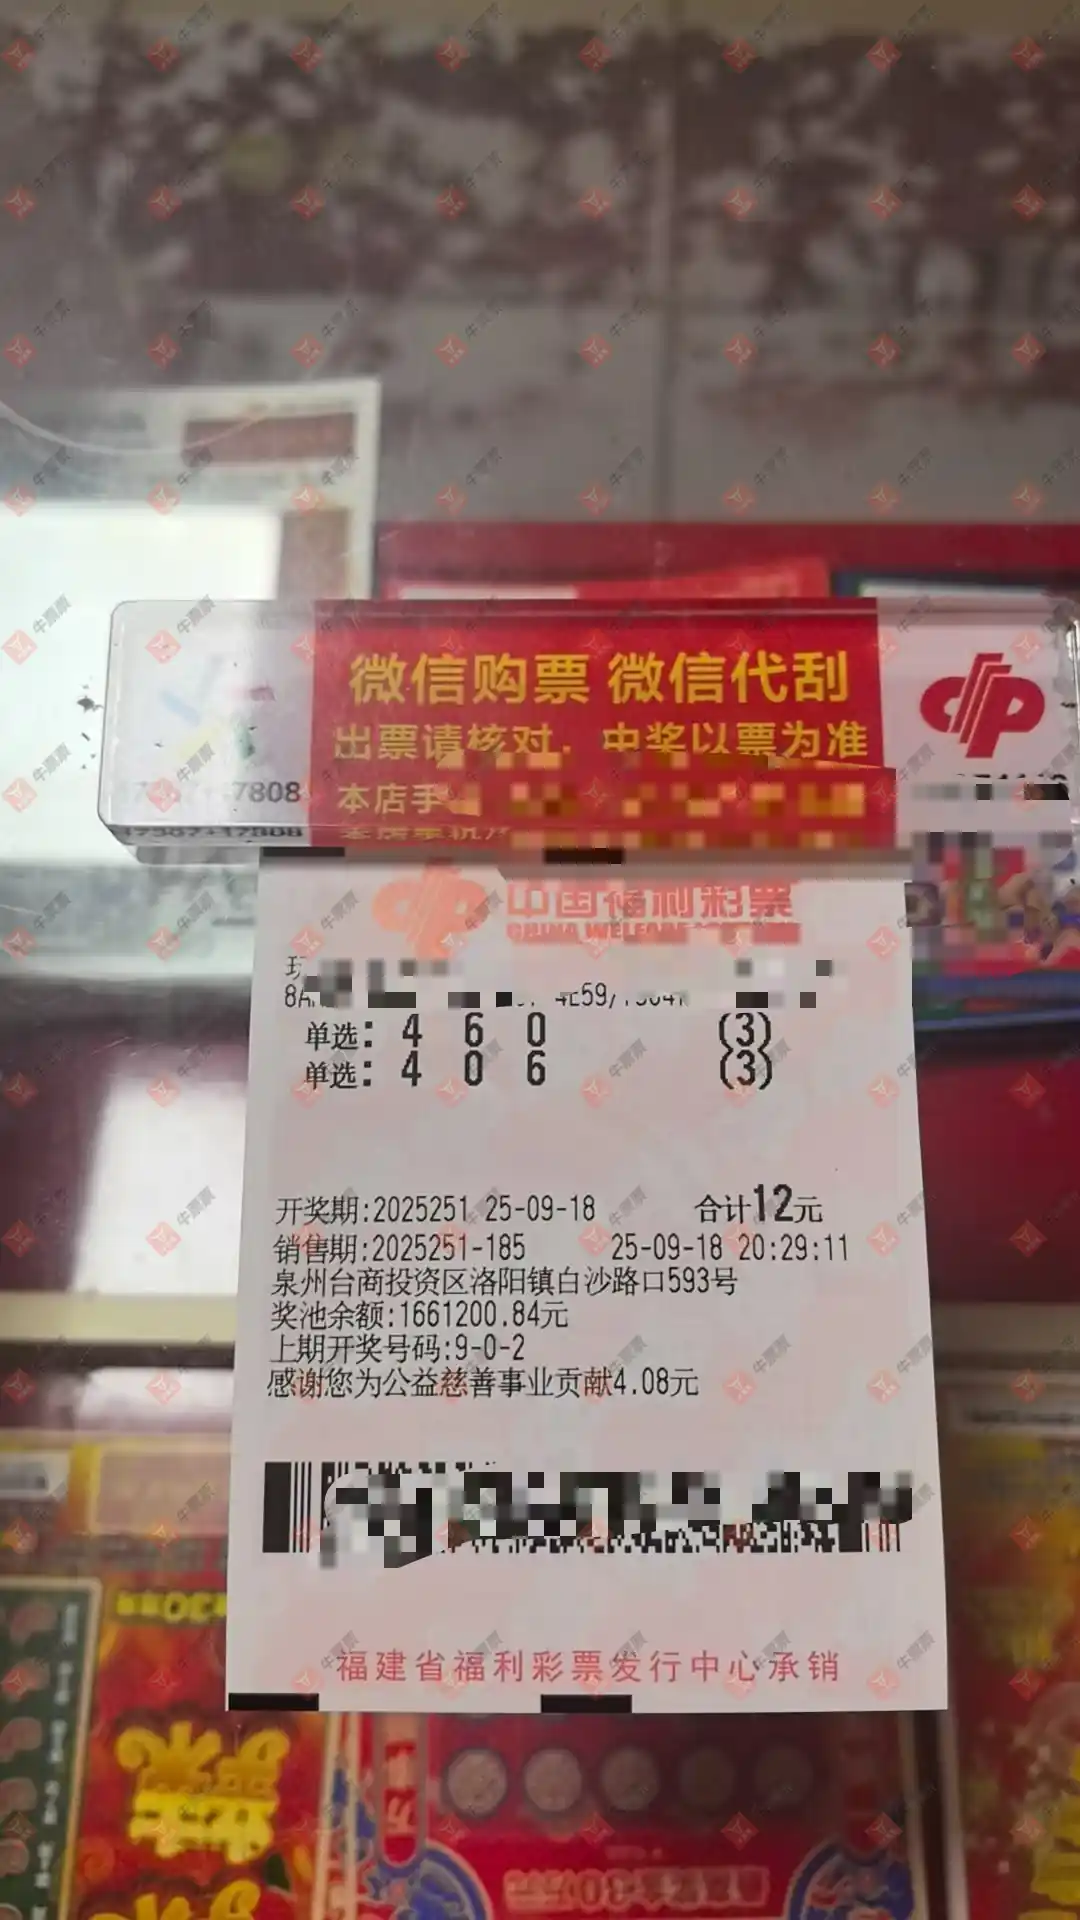 微信购票 微信代刮
出票请核对，中奖以票为准
7808
本店手
中国福利彩票
CHINA WELFARE
单选: 4 6 0 (3)
单选: 4 0 6 (3)
开奖期:2025251 25-09-18 合计12元
销售期:2025251-185 25-09-18 20:29:11
泉州台商投资区洛阳镇白沙路口593号
奖池余额:1661200.84元
上期开奖号码:9-0-2
感谢您为公益慈善事业贡献4.08元
福建省福利彩票发行中心承销
牛票票